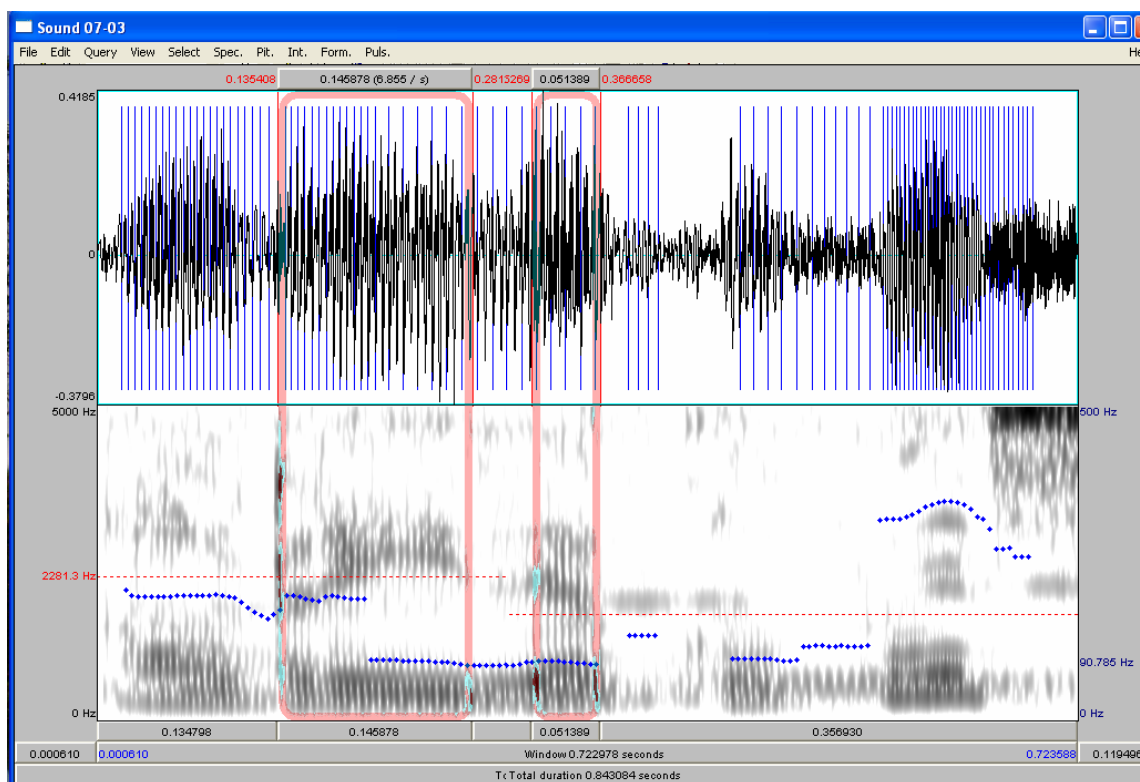 Sound 07-03
File Edit Query View Select Spec. Pit. Int. Form. Puls. He
0.135408 0.145878 (6.855 / s) 0.2813269 0.051389 0.366658
0.4185
0
-0.3796
5000 Hz 500 Hz
2281.3 Hz
90.785 Hz
0 Hz 0 Hz
0.134798 0.145878 0.051389 0.356930
0.000610 0.000610 Window 0.722978 seconds 0.723588 0.119496
Total duration 0.843084 seconds